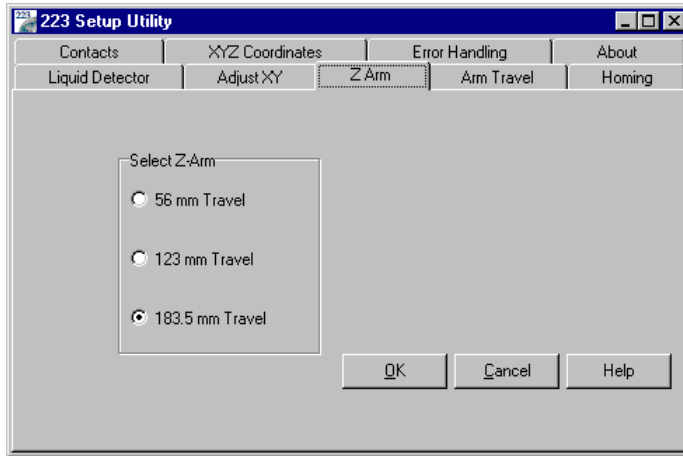 223 223 Setup Utility
Contacts XYZ Coordinates Error Handling About
Liquid Detector Adjust XY Z Arm Arm Travel Homing
Select Z-Arm
56 mm Travel
123 mm Travel
183.5 mm Travel
OK Cancel Help